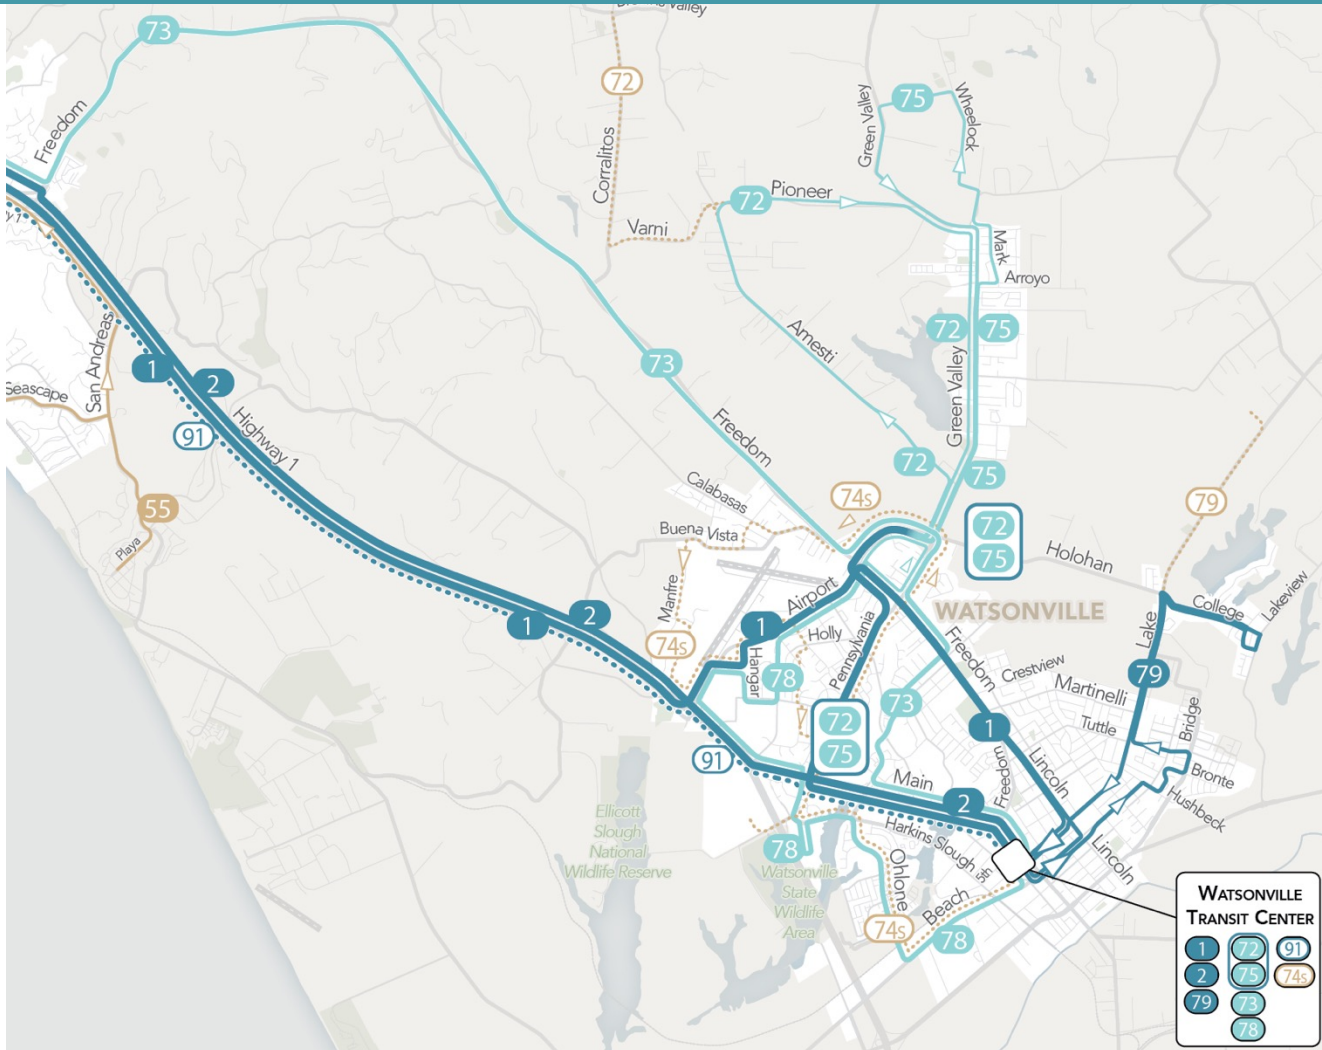 Browns Valley
73
72
Freedom
Corralitos
Varni
72
Pioneer
Green Valley
75
Wheelock
Mark
Arroyo
72
75
Green Valley
Amesti
73
Freedom
San Andreas
Seascape
1
2
91
Highway 1
55
Playa
72
75
Calabasas
74s
Buena Vista
72
75
Holohan
79
Manfre
Airport
1
2
1
Holly
Hangar
Pennsylvania
WATSONVILLE
Freedom
College
Lakeview
Lake
74s
78
73
Crestview
Martinelli
79
Tuttle
Bridge
72
75
1
91
Main
2
Freedom
Lincoln
Bronte
Hushbeck
Ellicott
Slough
National
Wildlife Reserve
78
Watsonville
State
Wildlife
Area
Harkins Slough
5th
Lincoln
Ohlone
Beach
74s
78
WATSONVILLE
TRANSIT CENTER
1
72
91
2
75
74s
79
73
78